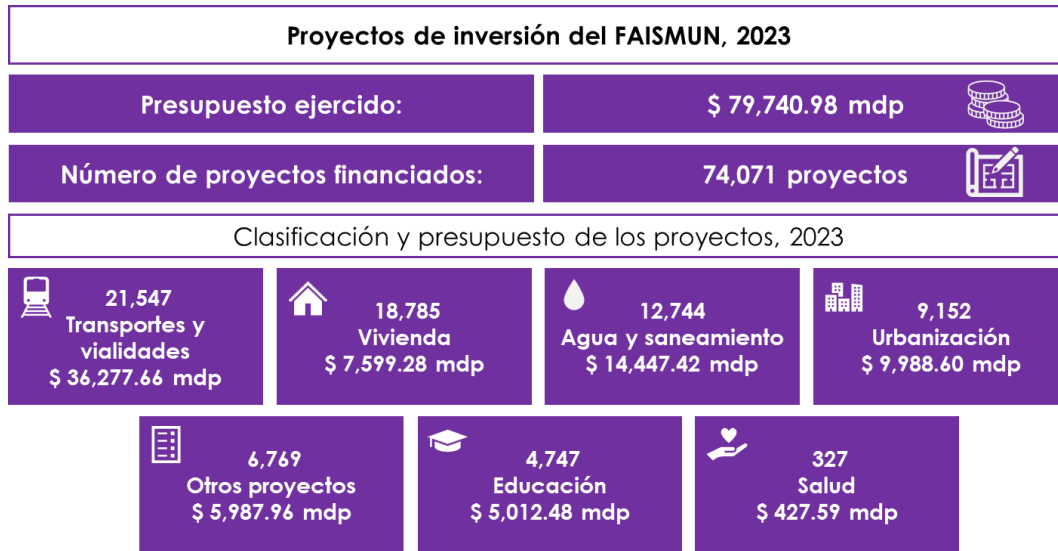 Proyectos de inversión del FAISMUN, 2023
Presupuesto ejercido:
$ 79,740.98 mdp
Número de proyectos financiados:
74,071 proyectos
Clasificación y presupuesto de los proyectos, 2023
21,547
Transportes y
vialidades
$ 36,277.66 mdp
18,785
Vivienda
$ 7,599.28 mdp
12,744
Agua y saneamiento
$ 14,447.42 mdp
9,152
Urbanización
$ 9,988.60 mdp
6,769
Otros proyectos
$ 5,987.96 mdp
4,747
Educación
$ 5,012.48 mdp
327
Salud
$ 427.59 mdp